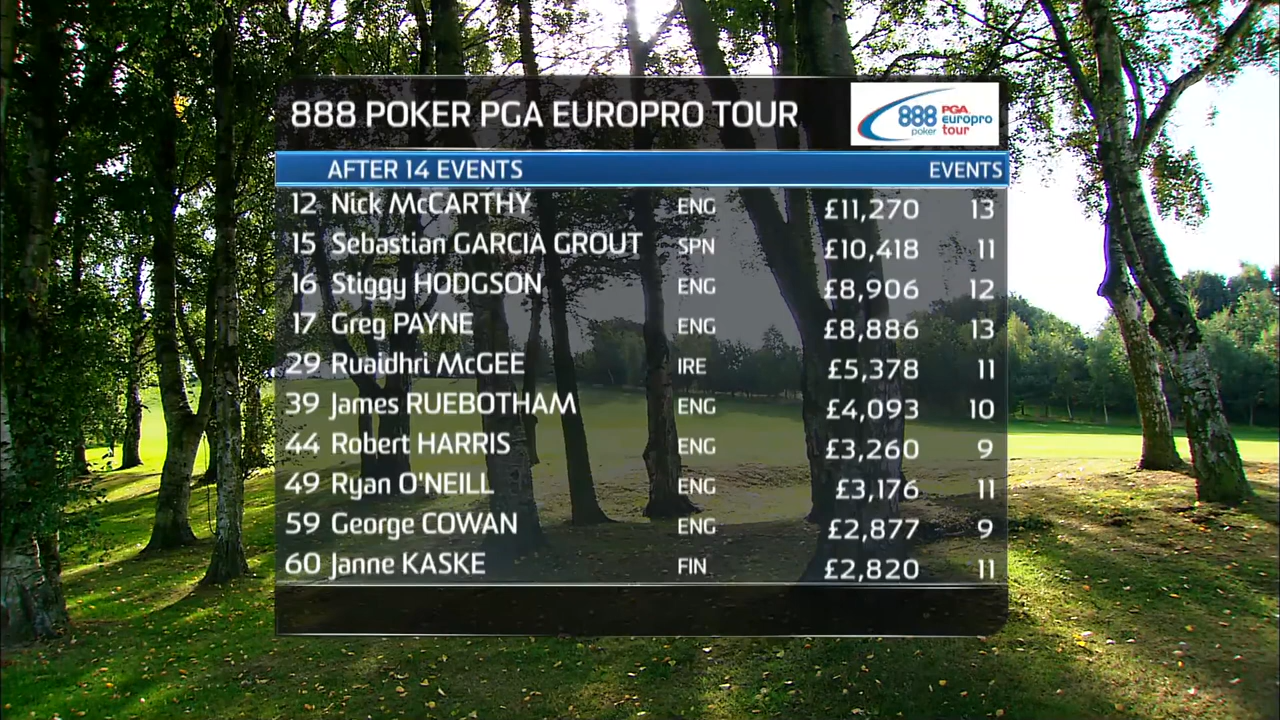 888 POKER PGA EUROPRO TOUR
888 poker PGA europro tour
AFTER 14 EVENTS EVENTS
12 Nick McCARTHY ENG £11,270 13
15 Sebastian GARCIA GROUT SPN £10,418 11
16 Stiggy HODGSON ENG £8,906 12
17 Greg PAYNE ENG £8,886 13
29 Ruaidhri McGEE IRE £5,378 11
39 James RUEBOTHAM ENG £4,093 10
44 Robert HARRIS ENG £3,260 9
49 Ryan O'NEILL ENG £3,176 11
59 George COWAN ENG £2,877 9
60 Janne KASKE FIN £2,820 11